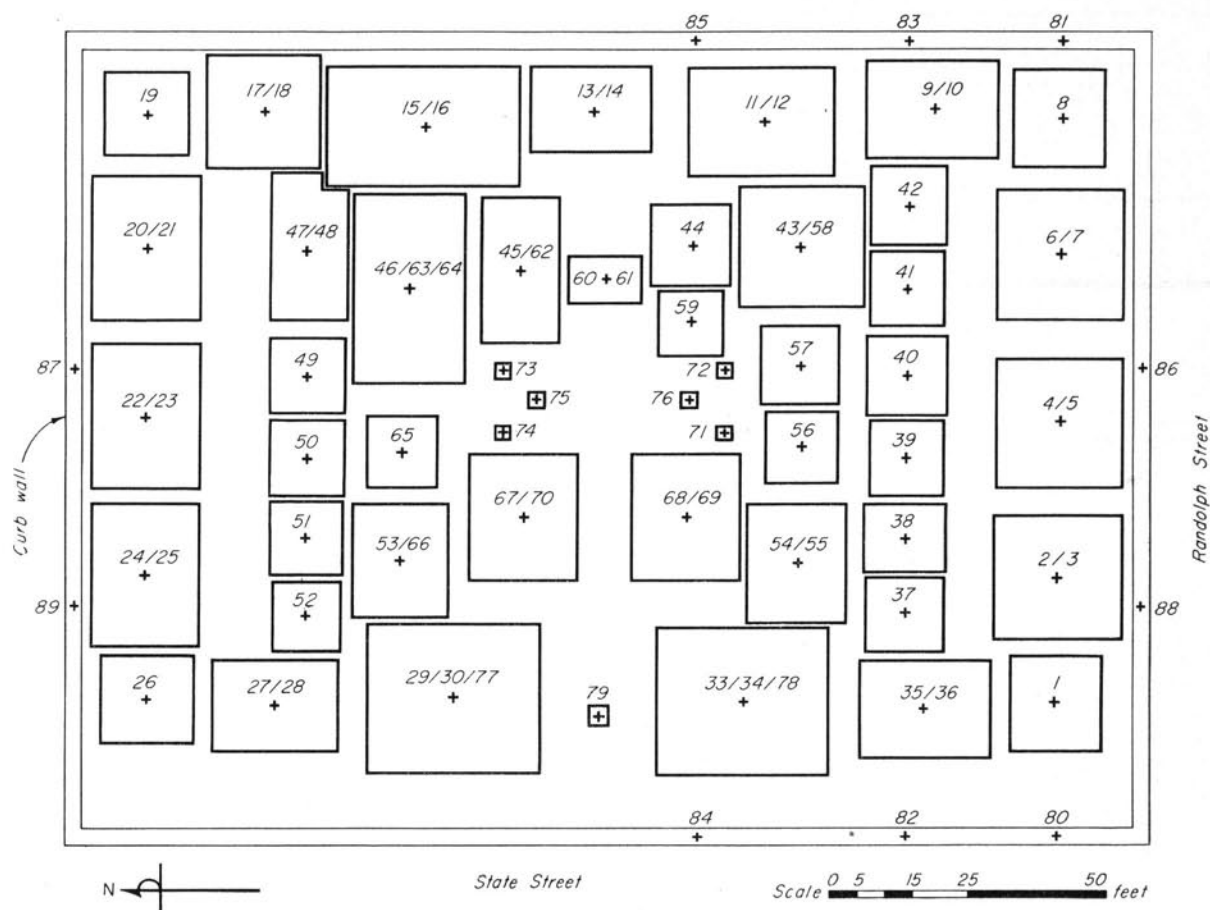 85 83 81
19 17/18 15/16 13/14 11/12 9/10 8
20/21 47/48 46/63/64 45/62 60 61 44 43/58 42 6/7
41
59
87 49 73 72 57 40 86
22/23 75 76 4/5
50 65 74 71 56 39
Curb wall
Randolph Street
24/25 51 53/66 67/70 68/69 54/55 38 2/3
89 52 37 88
26 27/28 29/30/77 79 33/34/78 35/36 1
84 82 80
N State Street Scale 0 5 15 25 50 feet